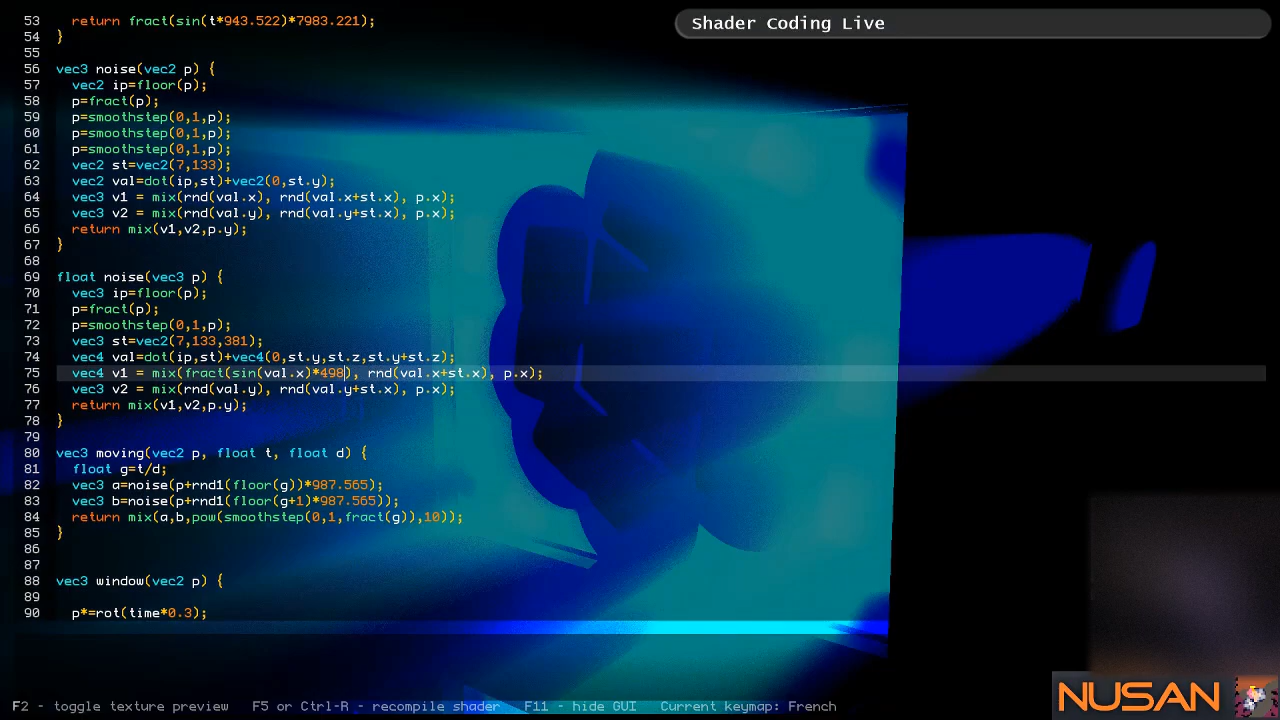 53   return fract(sin(t*943.522)*7983.221);
Shader Coding Live
54 }
55
56 vec3 noise(vec2 p) {
57   vec2 ip=floor(p);
58   p=fract(p);
59   p=smoothstep(0,1,p);
60   p=smoothstep(0,1,p);
61   p=smoothstep(0,1,p);
62   vec2 st=vec2(7,133);
63   vec2 val=dot(ip,st)+vec2(0,st.y);
64   vec3 v1 = mix(rnd(val.x), rnd(val.x+st.x), p.x);
65   vec3 v2 = mix(rnd(val.y), rnd(val.y+st.x), p.x);
66   return mix(v1,v2,p.y);
67 }
68
69 float noise(vec3 p) {
70   vec3 ip=floor(p);
71   p=fract(p);
72   p=smoothstep(0,1,p);
73   vec3 st=vec2(7,133,381);
74   vec4 val=dot(ip,st)+vec4(0,st.y,st.z,st.y+st.z);
75   vec4 v1 = mix(fract(sin(val.x)*498), rnd(val.x+st.x), p.x);
76   vec3 v2 = mix(rnd(val.y), rnd(val.y+st.x), p.x);
77   return mix(v1,v2,p.y);
78 }
79
80 vec3 moving(vec2 p, float t, float d) {
81   float g=t/d;
82   vec3 a=noise(p+rnd1(floor(g))*987.565);
83   vec3 b=noise(p+rnd1(floor(g+1)*987.565));
84   return mix(a,b,pow(smoothstep(0,1,fract(g)),10));
85 }
86
87
88 vec3 window(vec2 p) {
89
90   p*=rot(time*0.3);
F2 - toggle texture preview   F5 or Ctrl-R - recompile shader   F11 - hide GUI   Current keymap: French
NUSAN